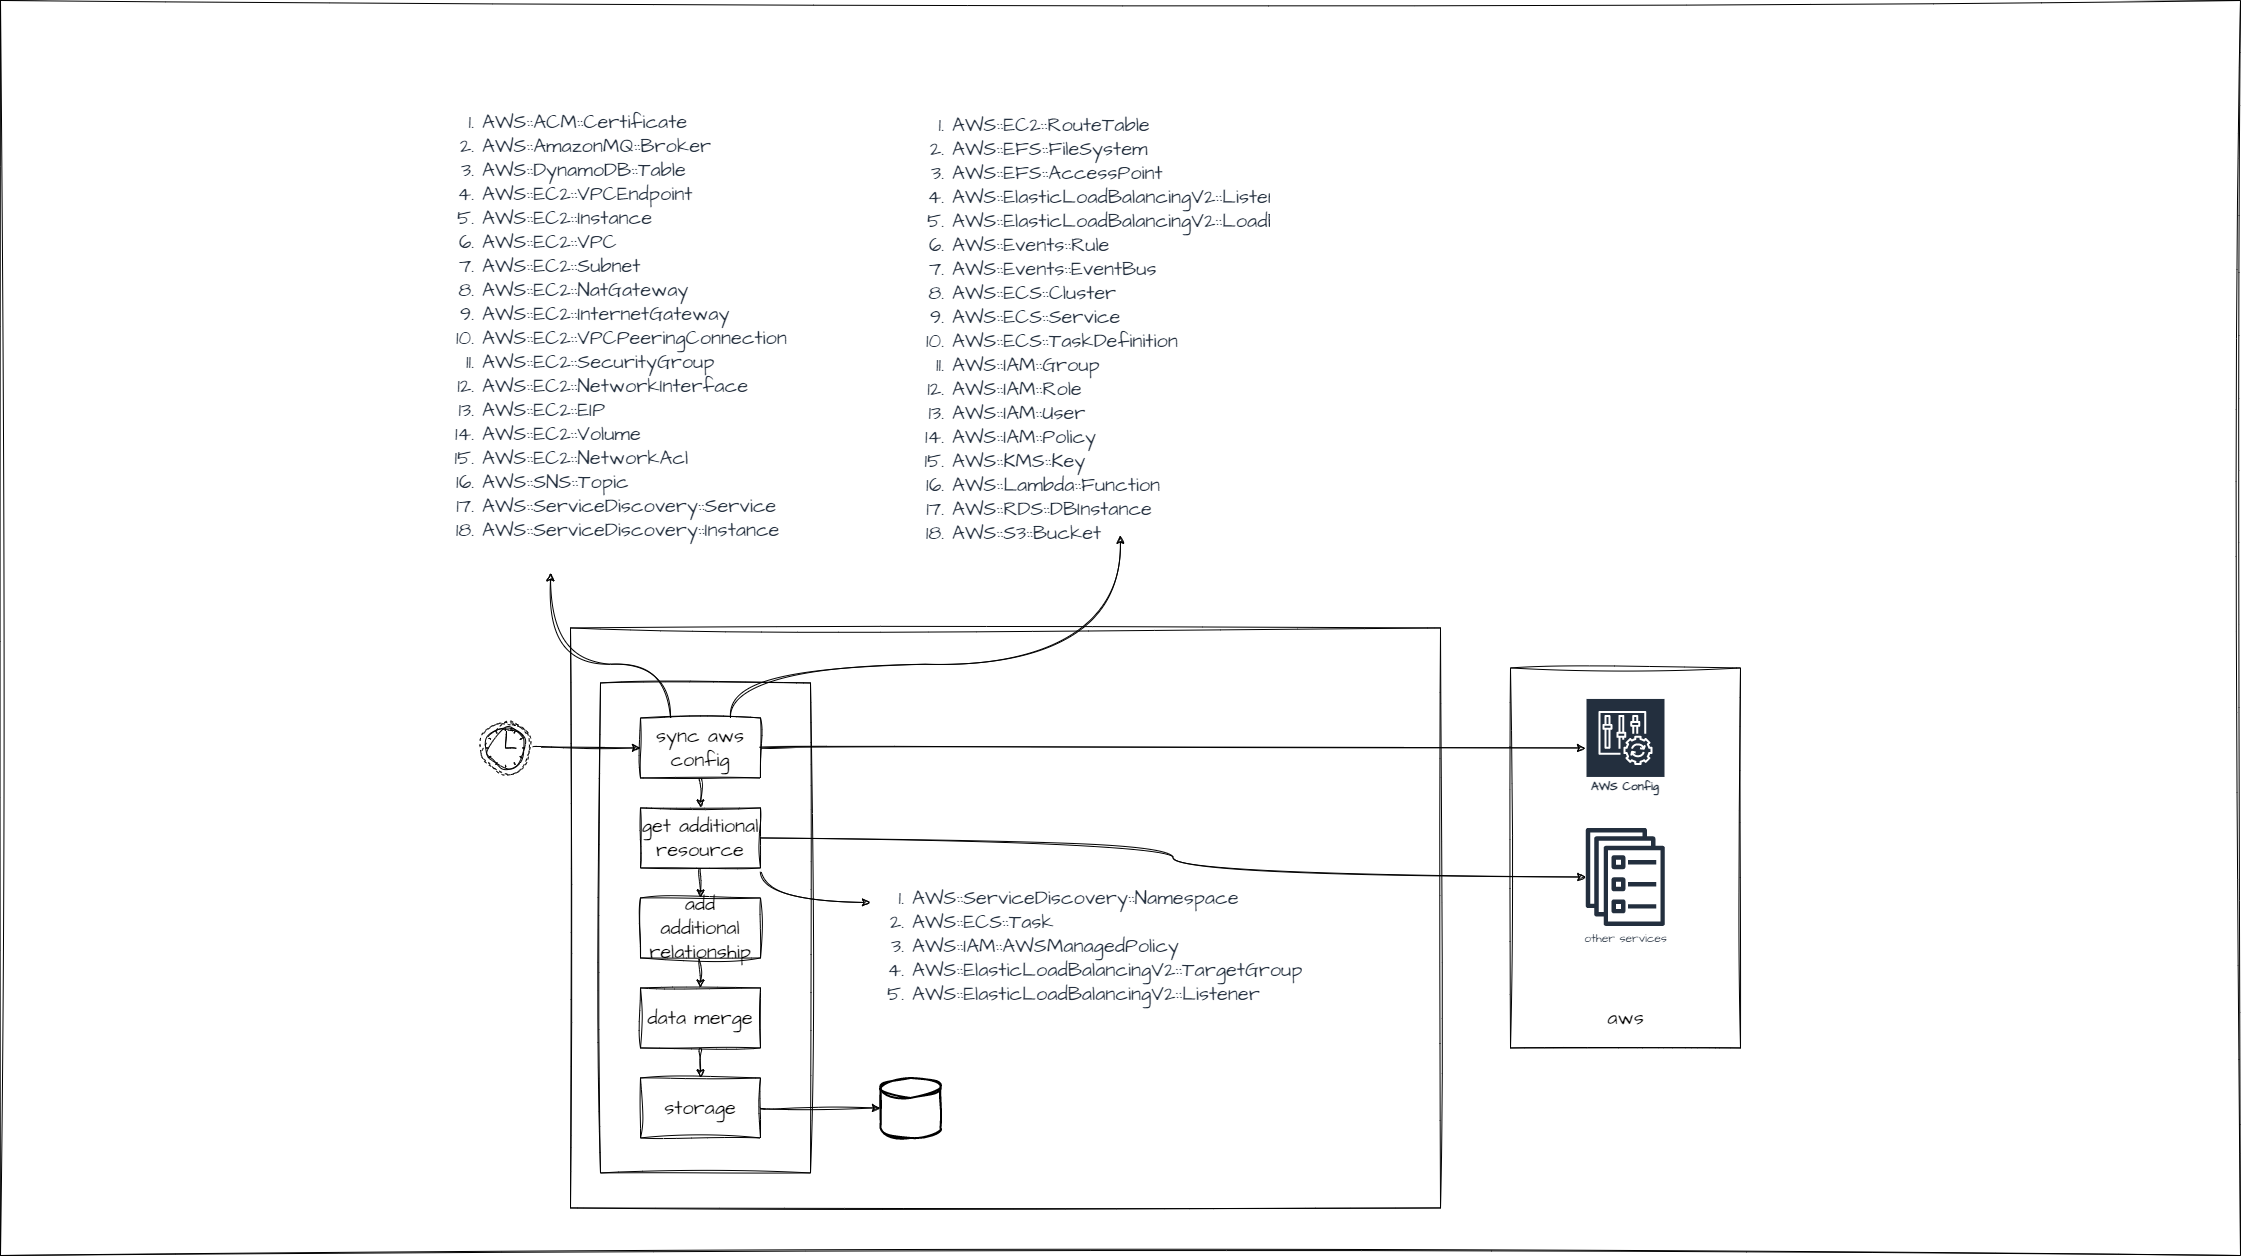 1. AWS::ACM::Certificate
2. AWS::AmazonMQ::Broker
3. AWS::DynamoDB::Table
4. AWS::EC2::VPCEndpoint
5. AWS::EC2::Instance
6. AWS::EC2::VPC
7. AWS::EC2::Subnet
8. AWS::EC2::NatGateway
9. AWS::EC2::InternetGateway
10. AWS::EC2::VPCPeeringConnection
11. AWS::EC2::SecurityGroup
12. AWS::EC2::NetworkInterface
13. AWS::EC2::EIP
14. AWS::EC2::Volume
15. AWS::EC2::NetworkAcl
16. AWS::SNS::Topic
17. AWS::ServiceDiscovery::Service
18. AWS::ServiceDiscovery::Instance
1. AWS::EC2::RouteTable
2. AWS::EFS::FileSystem
3. AWS::EFS::AccessPoint
4. AWS::ElasticLoadBalancingV2::Liste
5. AWS::ElasticLoadBalancingV2::Load
6. AWS::Events::Rule
7. AWS::Events::EventBus
8. AWS::ECS::Cluster
9. AWS::ECS::Service
10. AWS::ECS::TaskDefinition
11. AWS::IAM::Group
12. AWS::IAM::Role
13. AWS::IAM::User
14. AWS::IAM::Policy
15. AWS::KMS::Key
16. AWS::Lambda::Function
17. AWS::RDS::DBInstance
18. AWS::S3::Bucket
sync aws
config
get additional
resource
add
additional
relationship
data merge
storage
1. AWS::ServiceDiscovery::Namespace
2. AWS::ECS::Task
3. AWS::IAM::AWSManagedPolicy
4. AWS::ElasticLoadBalancingV2::TargetGroup
5. AWS::ElasticLoadBalancingV2::Listener
AWS Config
other services
aws